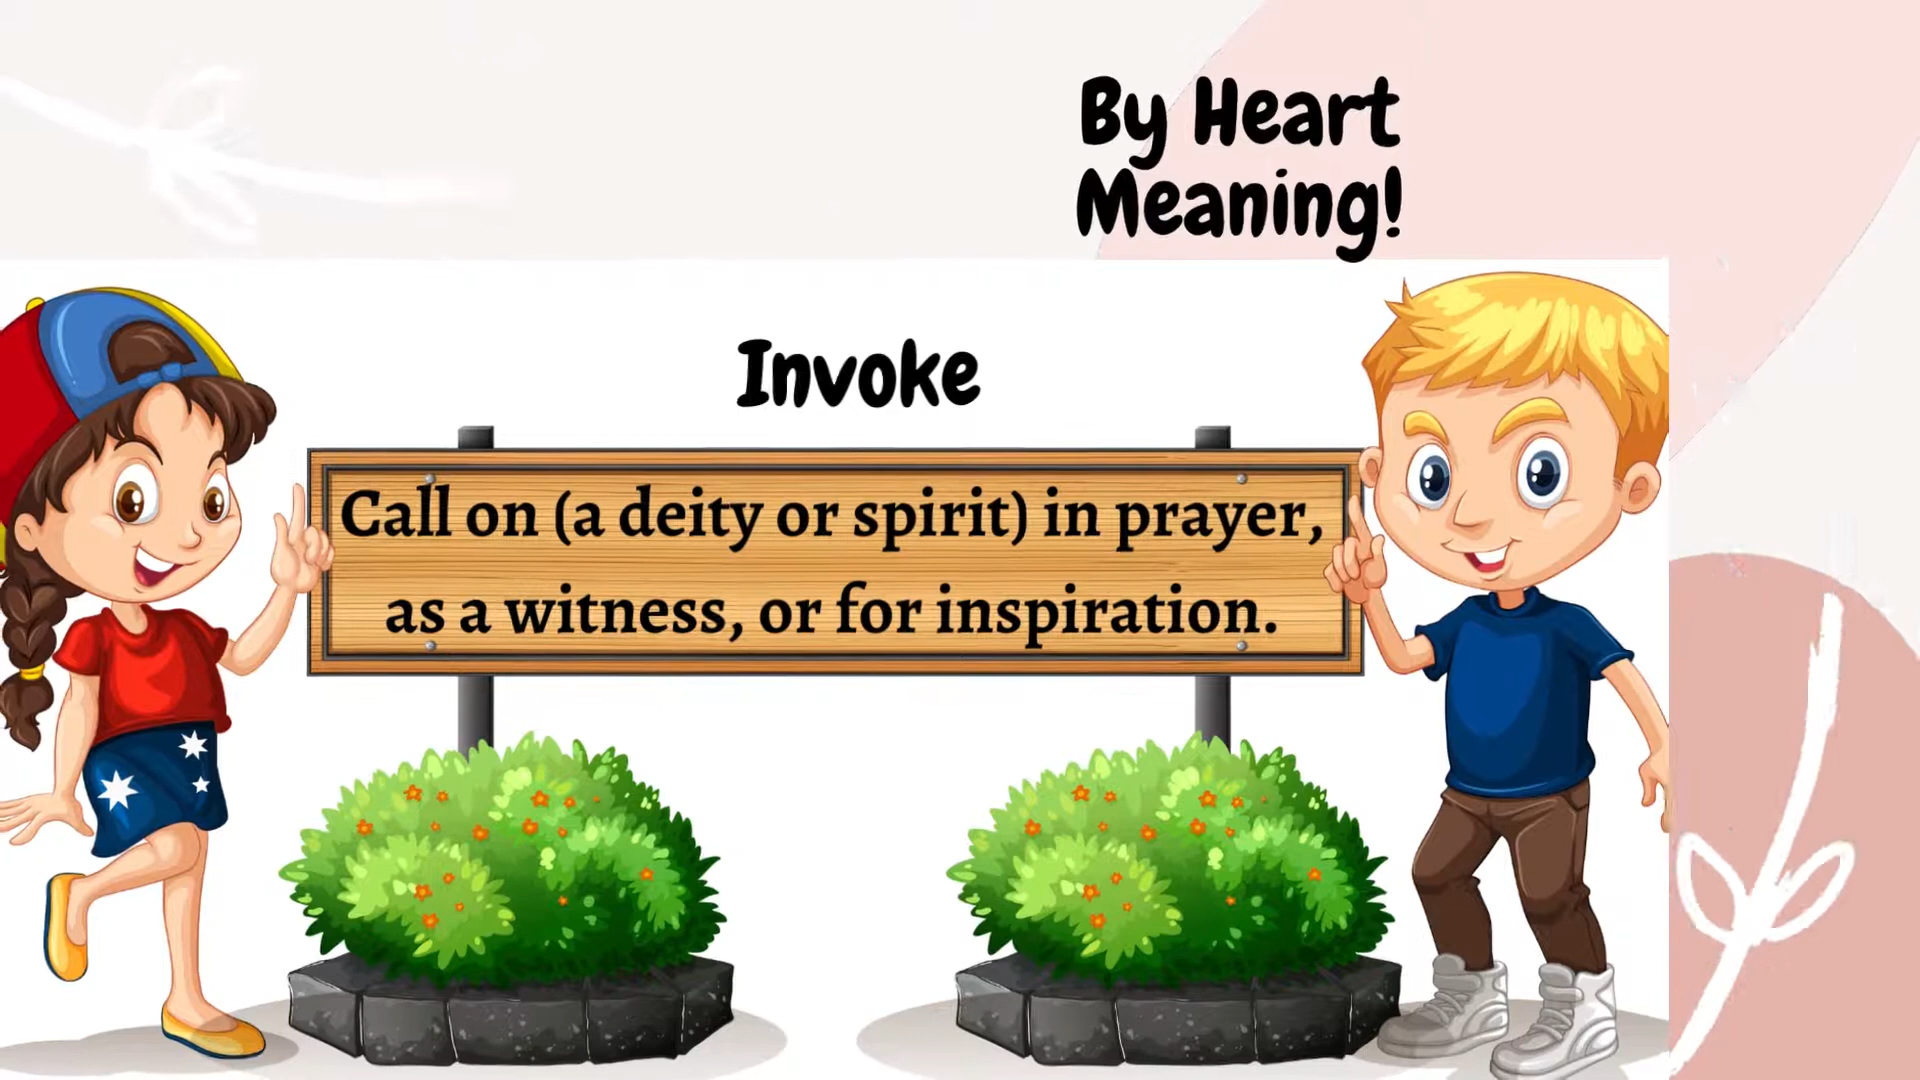 By Heart
Meaning!
Invoke
Call on (a deity or spirit) in prayer,
as a witness, or for inspiration.